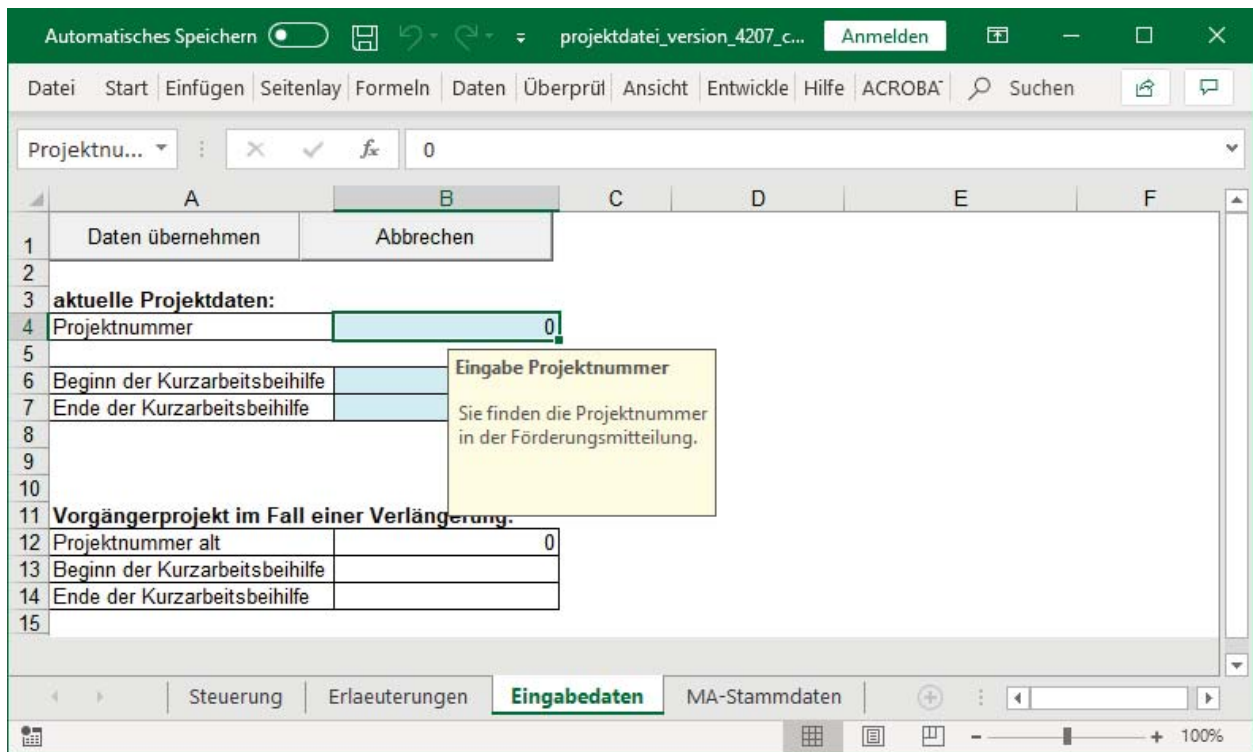 Automatisches Speichern projektdatei_version_4207_c... Anmelden
Datei Start Einfügen Seitenlay Formeln Daten Überprüf Ansicht Entwickle Hilfe ACROBAT Suchen
Projektnu... fx 0
A B C D E F
1 Daten übernehmen Abbrechen
2
3 aktuelle Projektdaten:
4 Projektnummer 0
5
6 Beginn der Kurzarbeitsbeihilfe
7 Ende der Kurzarbeitsbeihilfe
Eingabe Projektnummer
Sie finden die Projektnummer
in der Förderungsmitteilung.
8
9
10
11 Vorgängerprojekt im Fall einer Verlängerung:
12 Projektnummer alt 0
13 Beginn der Kurzarbeitsbeihilfe
14 Ende der Kurzarbeitsbeihilfe
15
Steuerung Erlaeuterungen Eingabedaten MA-Stammdaten
100%